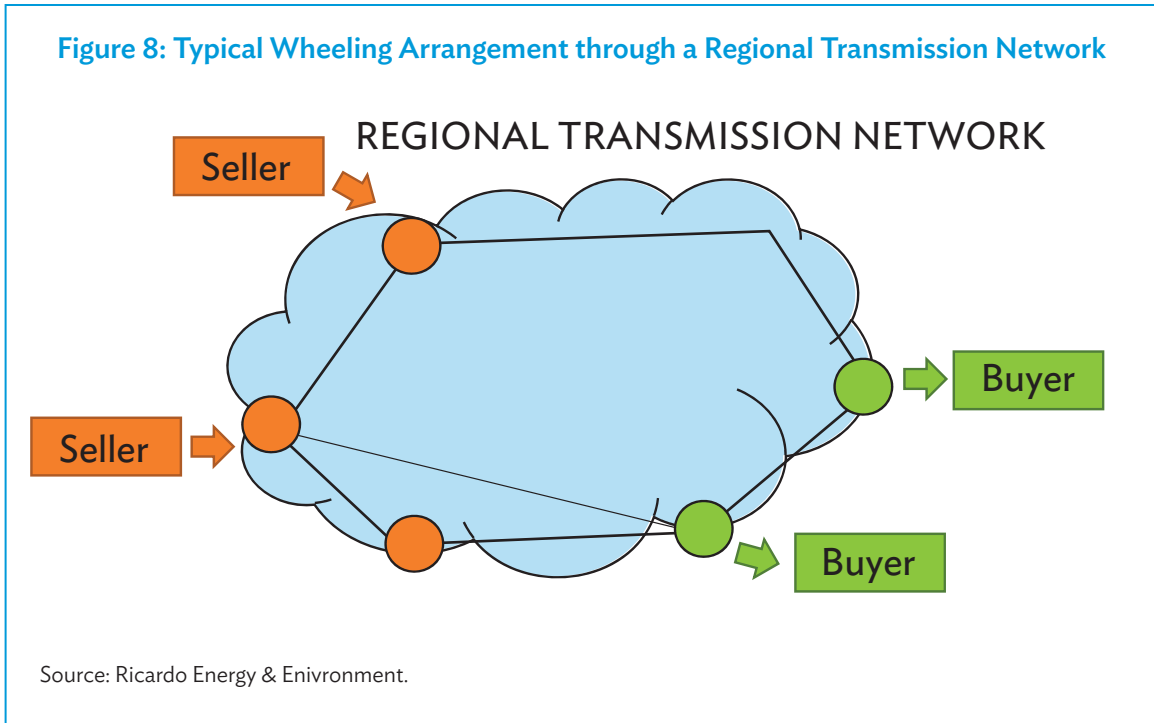 Figure 8: Typical Wheeling Arrangement through a Regional Transmission Network
REGIONAL TRANSMISSION NETWORK
Seller
Seller
Buyer
Buyer
Source: Ricardo Energy & Enivronment.